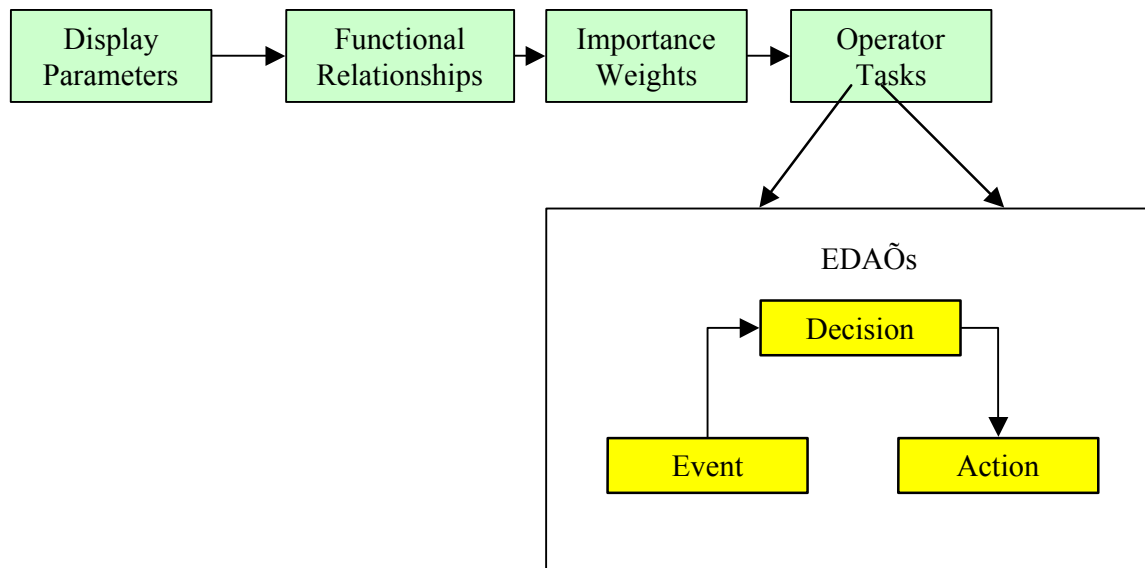 Display
Parameters
Functional
Relationships
Importance
Weights
Operator
Tasks
EDAÕs
Decision
Event
Action